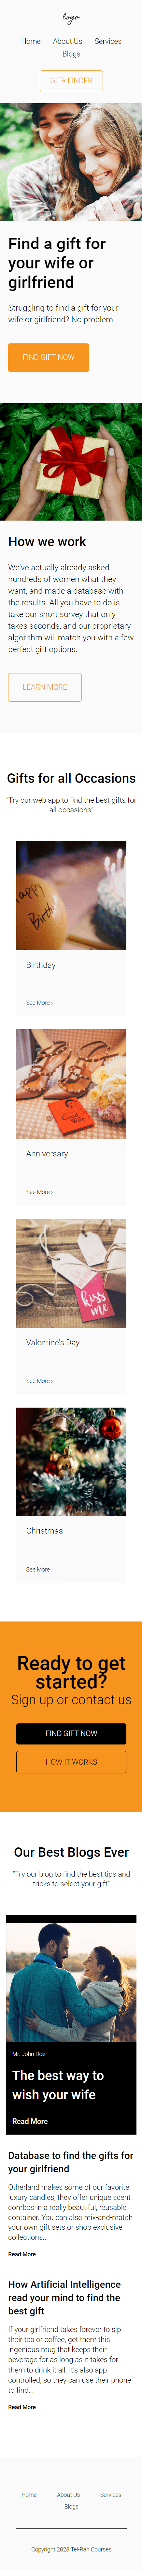 logo
Home About Us Services
Blogs
GIFR FINDER
Find a gift for
your wife or
girlfriend
Struggling to find a gift for your
wife or girlfriend? No problem!
FIND GIFT NOW
How we work
We've actually already asked
hundreds of women what they
want, and made a database with
the results. All you have to do is
take our short survey that only
takes seconds, and our proprietary
algorithm will match you with a few
perfect gift options.
LEARN MORE
Gifts for all Occasions
"Try our web app to find the best gifts for
all occasions"
Birthday
See More ›
Anniversary
See More ›
kiss
me
Valentine's Day
See More ›
Christmas
See More ›
Ready to get
started?
Sign up or contact us
FIND GIFT NOW
HOW IT WORKS
Our Best Blogs Ever
"Try our blog to find the best tips and
tricks to select your gift"
Mr. John Doe
The best way to
wish your wife
Read More
Database to find the gifts for
your girlfriend
Otherland makes some of our favorite
luxury candles, they offer unique scent
combos in a really beautiful, reusable
container. You can also mix-and-match
your own gift sets or shop exclusive
collections...
Read More
How Artificial Intelligence
read your mind to find the
best gift
If your girlfriend takes forever to sip
their tea or coffee, get them this
ingenious mug that keeps their
beverage for as long as it takes for
them to drink it all. It's also app
controlled, so they can use their phone
to find...
Read More
Home About Us Services
Blogs
Copyright 2023 Tel-Ran Courses